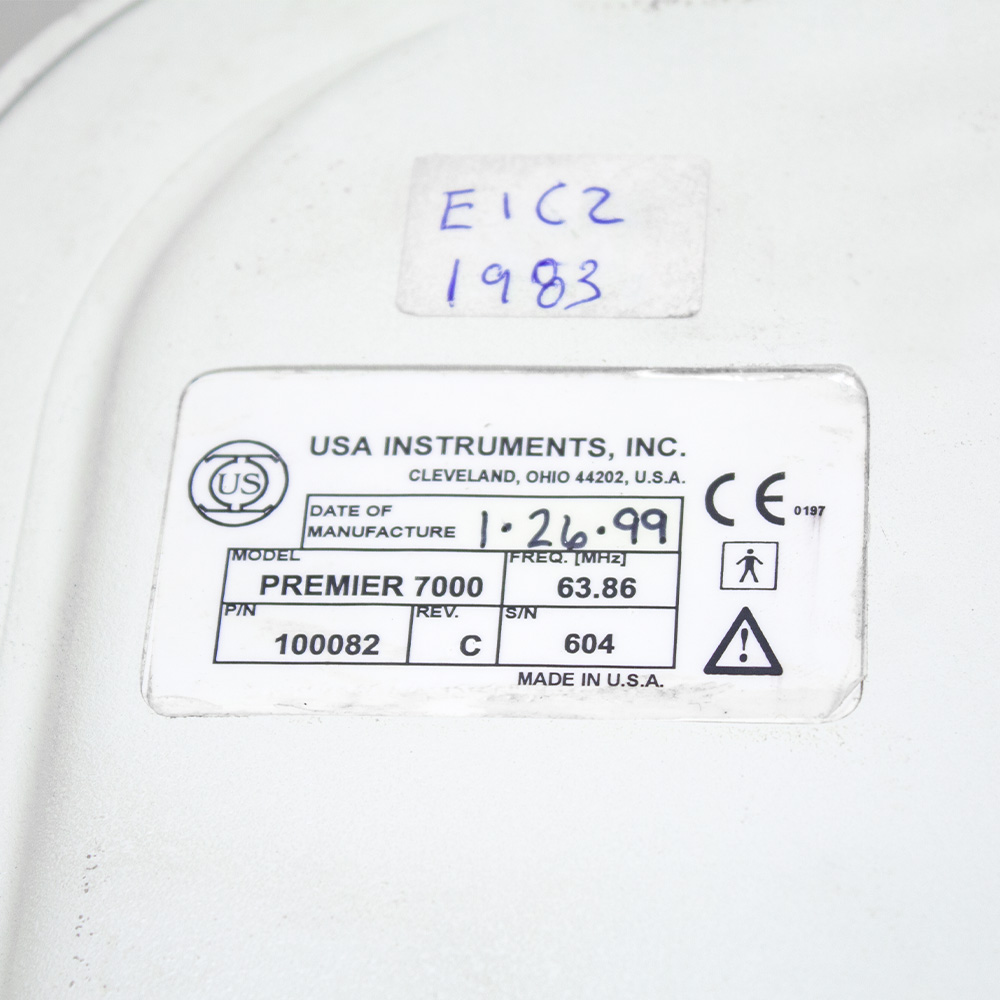 E1C2
1983
USA INSTRUMENTS, INC.
CLEVELAND, OHIO 44202, U.S.A.
US
CE 0197
DATE OF
MANUFACTURE 1·26·99
MODEL
PREMIER 7000
FREQ. [MHz]
63.86
P/N
100082
REV.
C
S/N
604
MADE IN U.S.A.